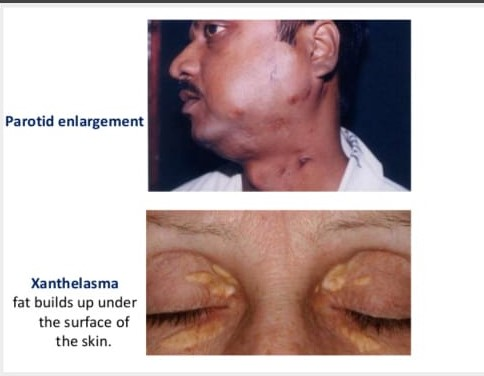 Parotid enlargement
Xanthelasma
fat builds up under
the surface of
the skin.